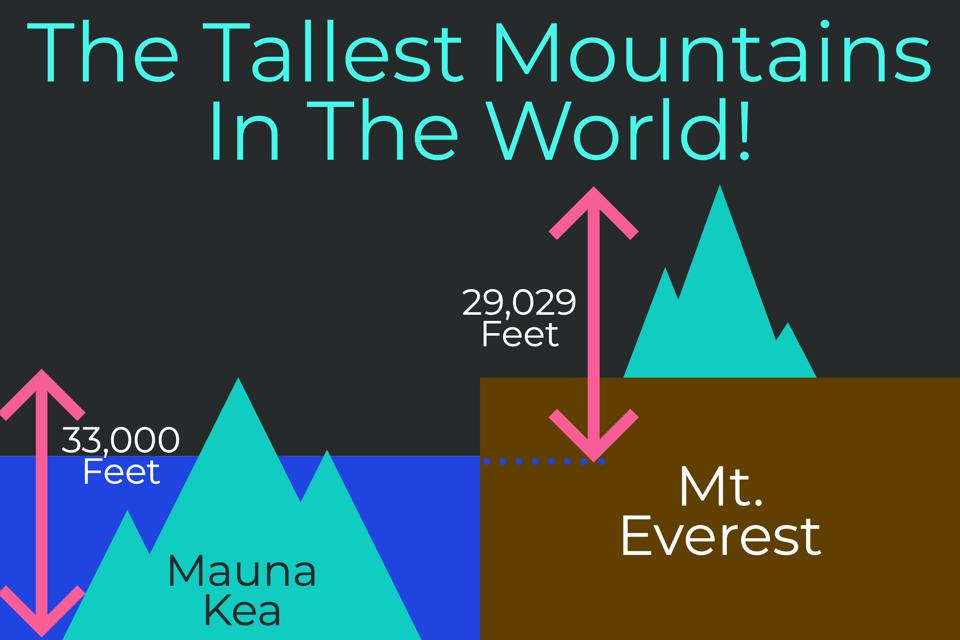 The Tallest Mountains
In The World!
29,029
Feet
33,000
Feet
Mt.
Everest
Mauna
Kea